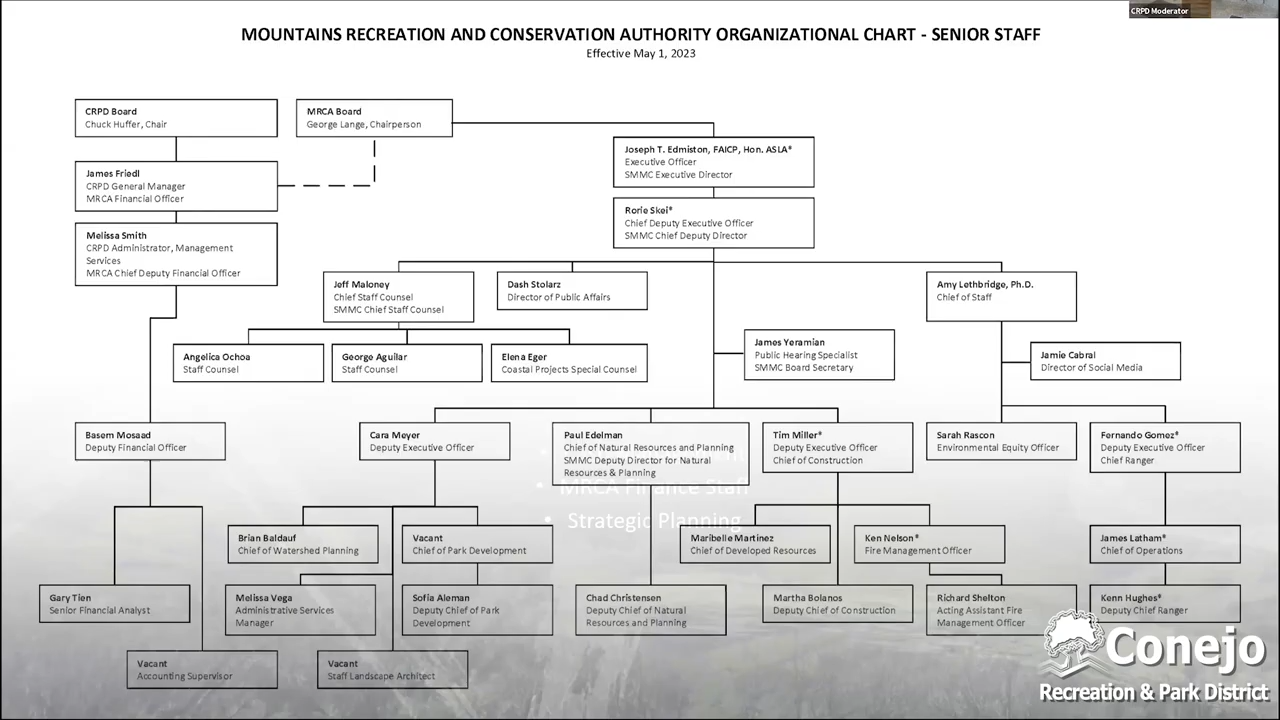 CRPD Moderator
MOUNTAINS RECREATION AND CONSERVATION AUTHORITY ORGANIZATIONAL CHART - SENIOR STAFF
Effective May 1, 2023
CRPD Board
Chuck Huffer, Chair
MRCA Board
George Lange, Chairperson
Joseph T. Edmiston, FAICP, Hon. ASLA*
Executive Officer
SMMC Executive Director
James Friedl
CRPD General Manager
MRCA Financial Officer
Rorie Skei*
Chief Deputy Executive Officer
SMMC Chief Deputy Director
Melissa Smith
CRPD Administrator, Management
Services
MRCA Chief Deputy Financial Officer
Jeff Maloney
Chief Staff Counsel
SMMC Chief Staff Counsel
Dash Stolarz
Director of Public Affairs
Amy Lethbridge, Ph.D.
Chief of Staff
James Yeramian
Public Hearing Specialist
SMMC Board Secretary
Jamie Cabral
Director of Social Media
Angelica Ochoa
Staff Counsel
George Aguilar
Staff Counsel
Elena Eger
Coastal Projects Special Counsel
Basem Mosaad
Deputy Financial Officer
Cara Meyer
Deputy Executive Officer
Paul Edelman
Chief of Natural Resources and Planning
SMMC Deputy Director for Natural
Resources & Planning
Tim Miller*
Deputy Executive Officer
Chief of Construction
Sarah Rascon
Environmental Equity Officer
Fernando Gomez*
Deputy Executive Officer
Chief Ranger
• MRCA Finance Staff
• Strategic Planning
Brian Baldauf
Chief of Watershed Planning
Vacant
Chief of Park Development
Maribelle Martinez
Chief of Developed Resources
Ken Nelson*
Fire Management Officer
James Latham*
Chief of Operations
Gary Tien
Senior Financial Analyst
Melissa Vega
Administrative Services
Manager
Sofia Aleman
Deputy Chief of Park
Development
Chad Christensen
Deputy Chief of Natural
Resources and Planning
Martha Bolanos
Deputy Chief of Construction
Richard Shelton
Acting Assistant Fire
Management Officer
Kenn Hughes*
Deputy Chief Ranger
Vacant
Accounting Supervisor
Vacant
Staff Landscape Architect
Conejo
Recreation & Park District